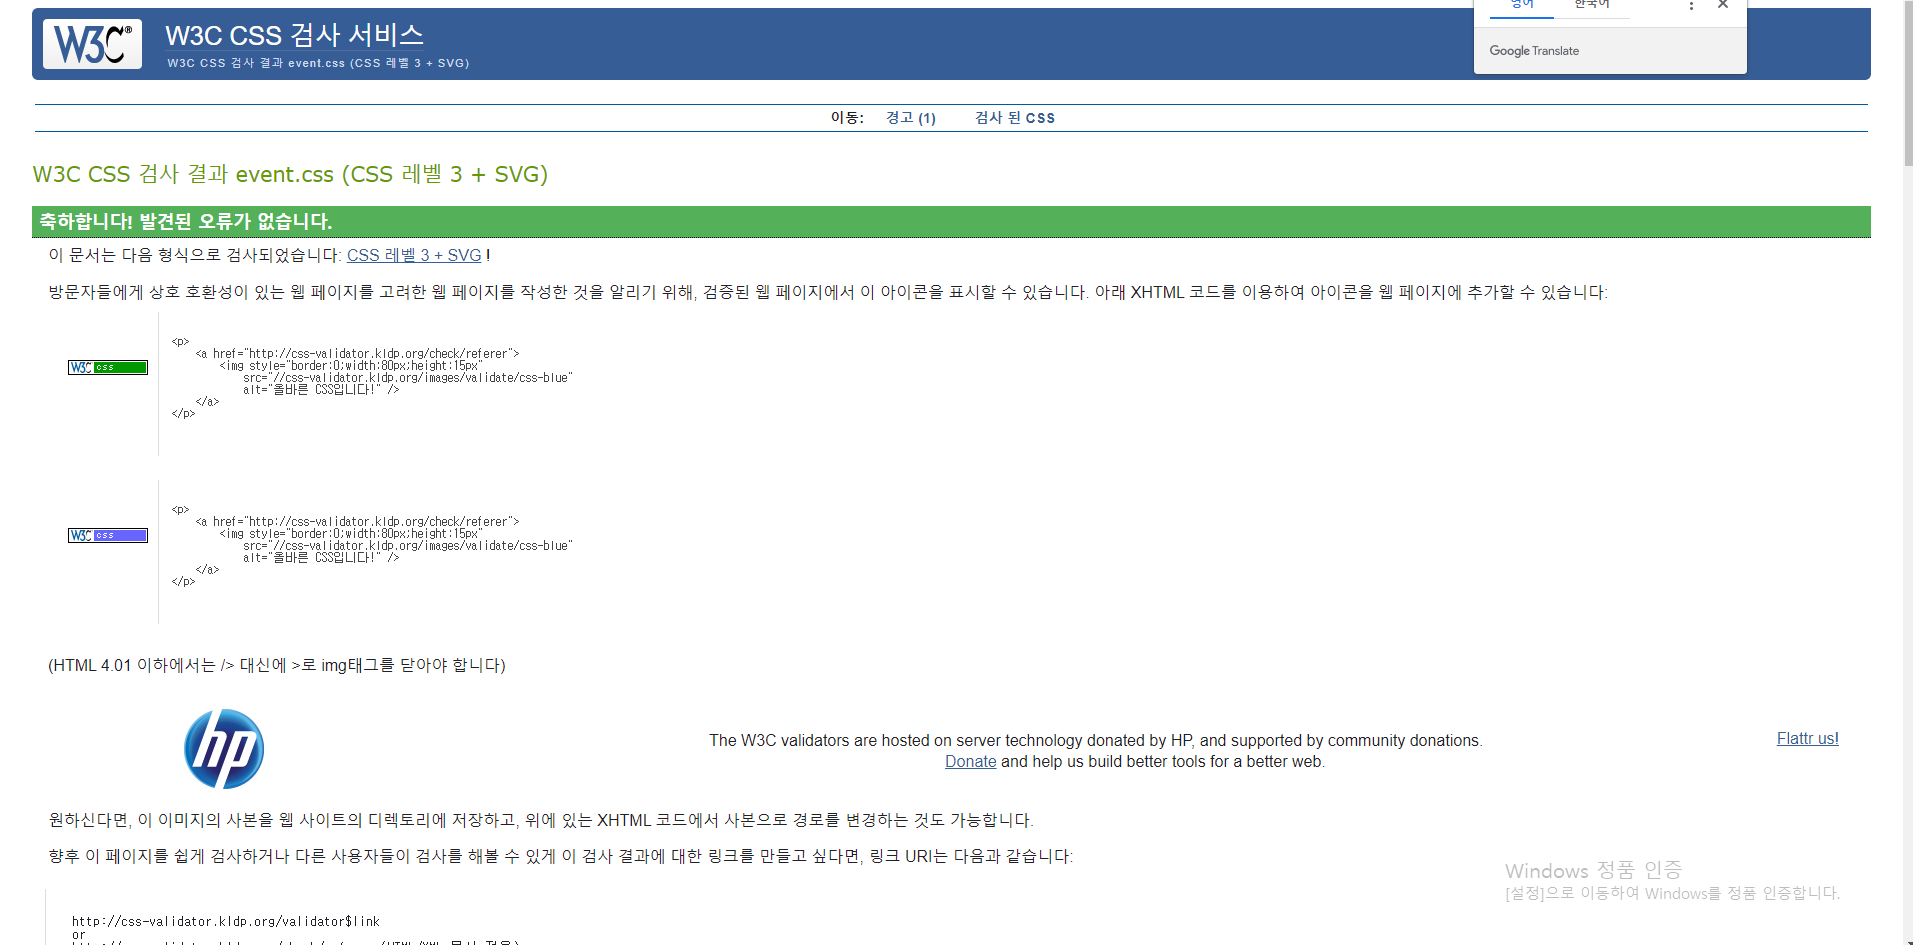 영어 한국어
Google Translate
W3C®
W3C CSS 검사 서비스
W3C CSS 검사 결과 event.css (CSS 레벨 3 + SVG)
이동: 경고 (1) 검사 된 CSS
W3C CSS 검사 결과 event.css (CSS 레벨 3 + SVG)
축하합니다! 발견된 오류가 없습니다.
이 문서는 다음 형식으로 검사되었습니다: CSS 레벨 3 + SVG !
방문자들에게 상호 호환성이 있는 웹 페이지를 고려한 웹 페이지를 작성한 것을 알리기 위해, 검증된 웹 페이지에서 이 아이콘을 표시할 수 있습니다. 아래 XHTML 코드를 이용하여 아이콘을 웹 페이지에 추가할 수 있습니다:
W3C css
<p>
<a href="http://css-validator.kldp.org/check/referer">
<img style="border:0;width:80px;height:15px"
src="//css-validator.kldp.org/images/validate/css-blue"
alt="올바른 CSS입니다!" />
</a>
</p>
W3C css
<p>
<a href="http://css-validator.kldp.org/check/referer">
<img style="border:0;width:80px;height:15px"
src="//css-validator.kldp.org/images/validate/css-blue"
alt="올바른 CSS입니다!" />
</a>
</p>
(HTML 4.01 이하에서는 /> 대신에 >로 img태그를 닫아야 합니다)
hp
The W3C validators are hosted on server technology donated by HP, and supported by community donations.
Donate and help us build better tools for a better web.
Flattr us!
원하신다면, 이 이미지의 사본을 웹 사이트의 디렉토리에 저장하고, 위에 있는 XHTML 코드에서 사본으로 경로를 변경하는 것도 가능합니다.
향후 이 페이지를 쉽게 검사하거나 다른 사용자들이 검사를 해볼 수 있게 이 검사 결과에 대한 링크를 만들고 싶다면, 링크 URI는 다음과 같습니다:
Windows 정품 인증
[설정]으로 이동하여 Windows를 정품 인증합니다.
http://css-validator.kldp.org/validator$link
or